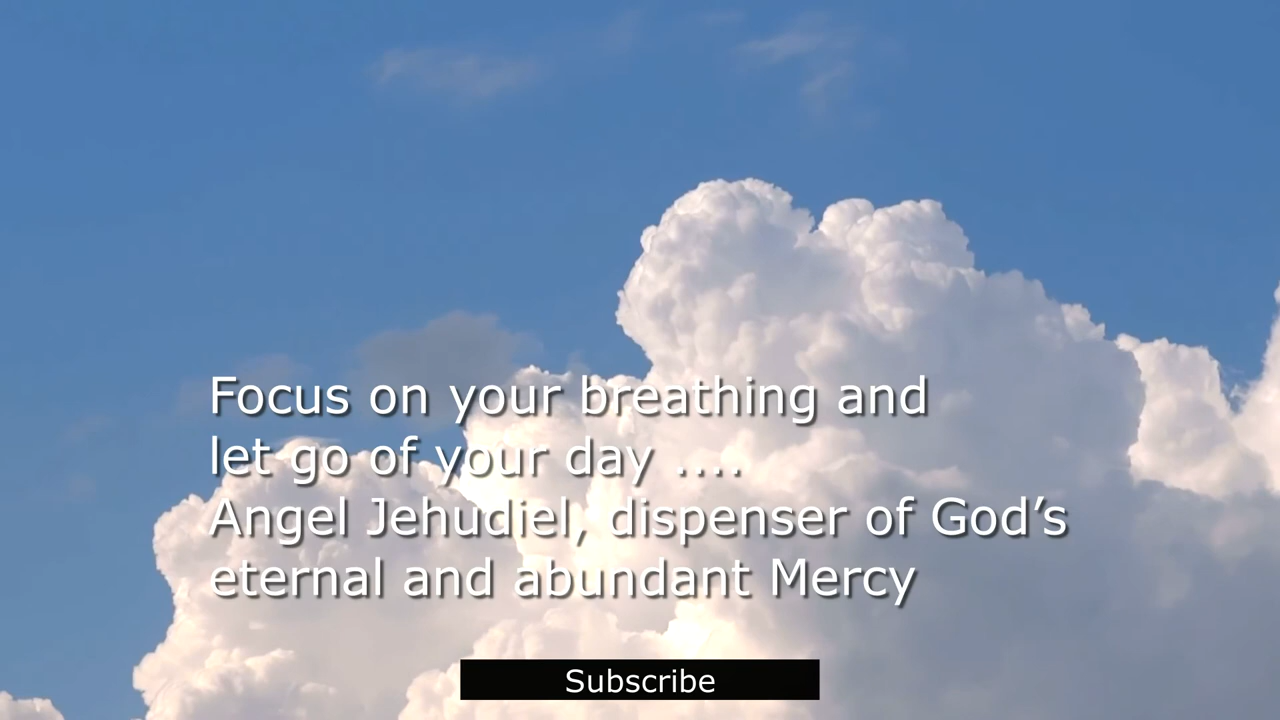 Focus on your breathing and
let go of your day ....
Angel Jehudiel, dispenser of God’s
eternal and abundant Mercy
Subscribe